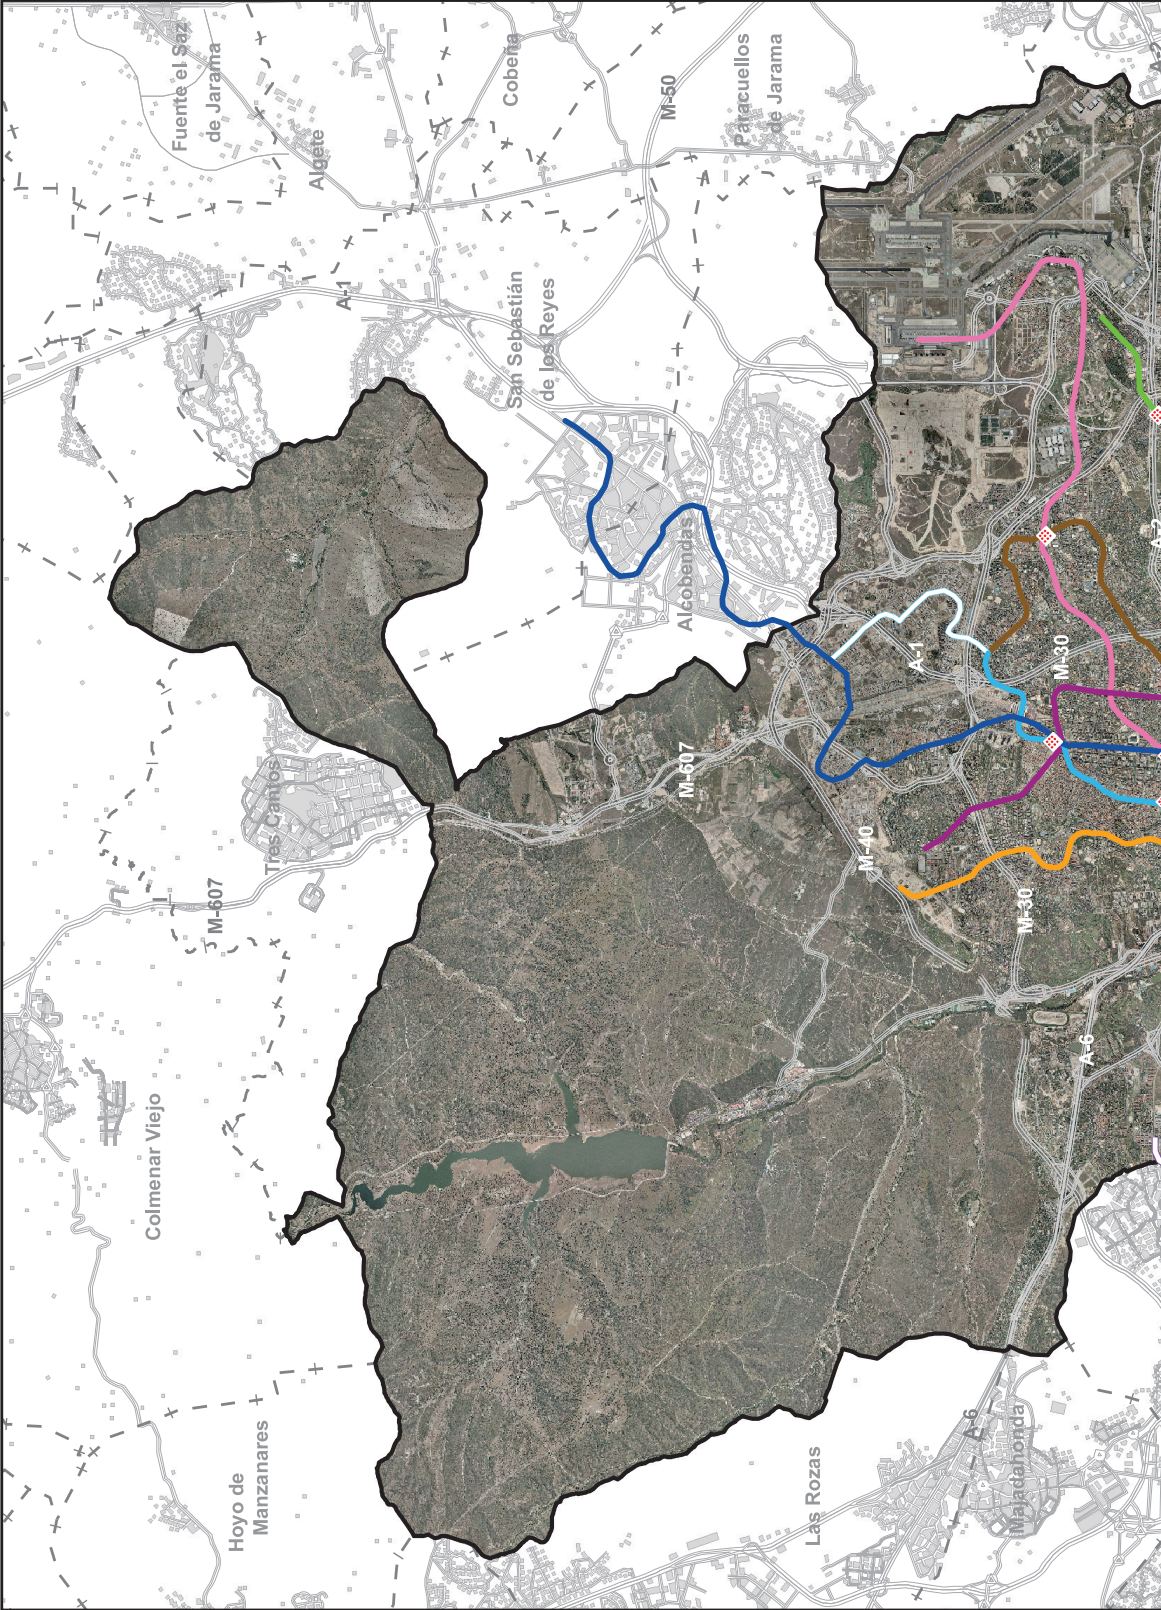 Fuente el Saz
de Jarama
Algete
Cobeña
M-50
Paracuellos
de Jarama
A-2
A-1
San Sebastián
de los Reyes
Alcobendas
A-2
A-1
M-30
Tres Cantos
M-607
M-607
M-40
M-30
A-6
Colmenar Viejo
Hoyo de
Manzanares
Las Rozas
A-6
Majadahonda